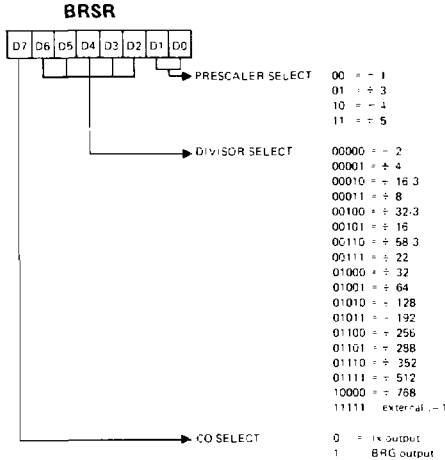 BRSR
D7 D6 D5 D4 D3 D2 D1 D0
PRESCALER SELECT 00 = ÷ 1
01 = ÷ 3
10 = ÷ 4
11 = ÷ 5
DIVISOR SELECT 00000 = ÷ 2
00001 = ÷ 4
00010 = ÷ 16·3
00011 = ÷ 8
00100 = ÷ 32·3
00101 = ÷ 16
00110 = ÷ 58·3
00111 = ÷ 22
01000 = ÷ 32
01001 = ÷ 64
01010 = ÷ 128
01011 = ÷ 192
01100 = ÷ 256
01101 = ÷ 288
01110 = ÷ 352
01111 = ÷ 512
10000 = ÷ 768
11111 external ÷ 1
CO SELECT 0 = Tx output
1 BRG output